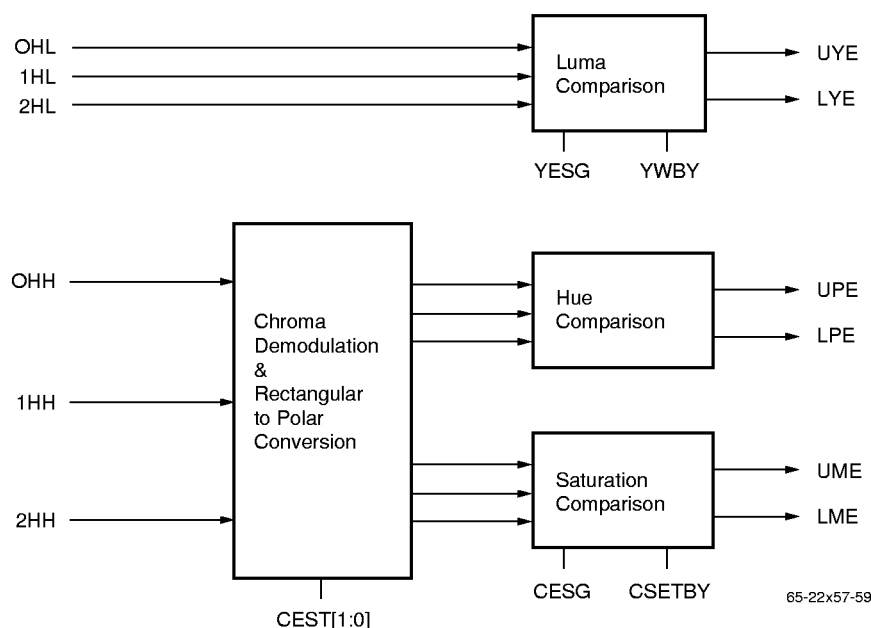 OHL
1HL
2HL
Luma
Comparison
UYE
LYE
YESG
YWBY
OHH
1HH
2HH
Chroma
Demodulation
&
Rectangular
to Polar
Conversion
CEST[1:0]
Hue
Comparison
UPE
LPE
Saturation
Comparison
UME
LME
CESG
CSETBY
65-22x57-59